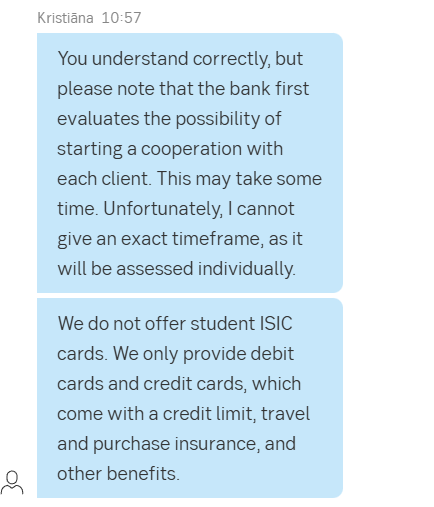 Kristiāna 10:57
You understand correctly, but
please note that the bank first
evaluates the possibility of
starting a cooperation with
each client. This may take some
time. Unfortunately, I cannot
give an exact timeframe, as it
will be assessed individually.
We do not offer student ISIC
cards. We only provide debit
cards and credit cards, which
come with a credit limit, travel
and purchase insurance, and
other benefits.